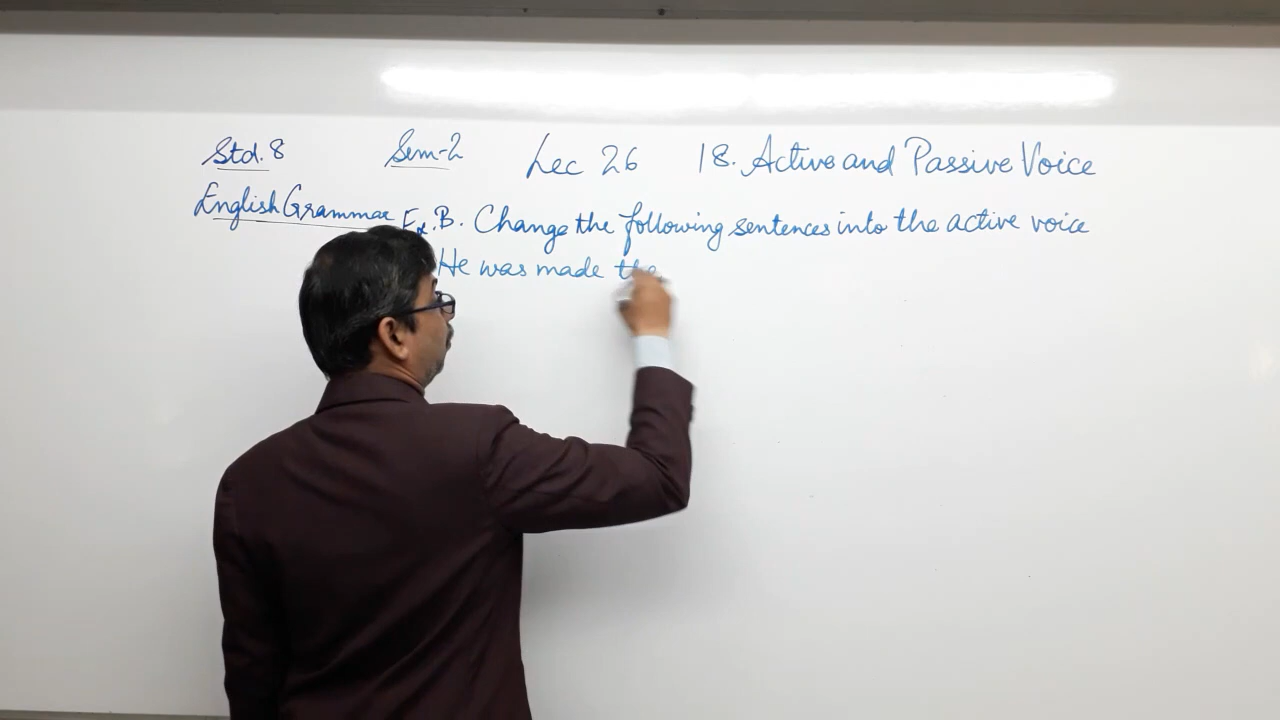 Std. 8 Sem-2 Lec 26 18. Active and Passive Voice
English Grammar Ex. B. Change the following sentences into the active voice
He was made the